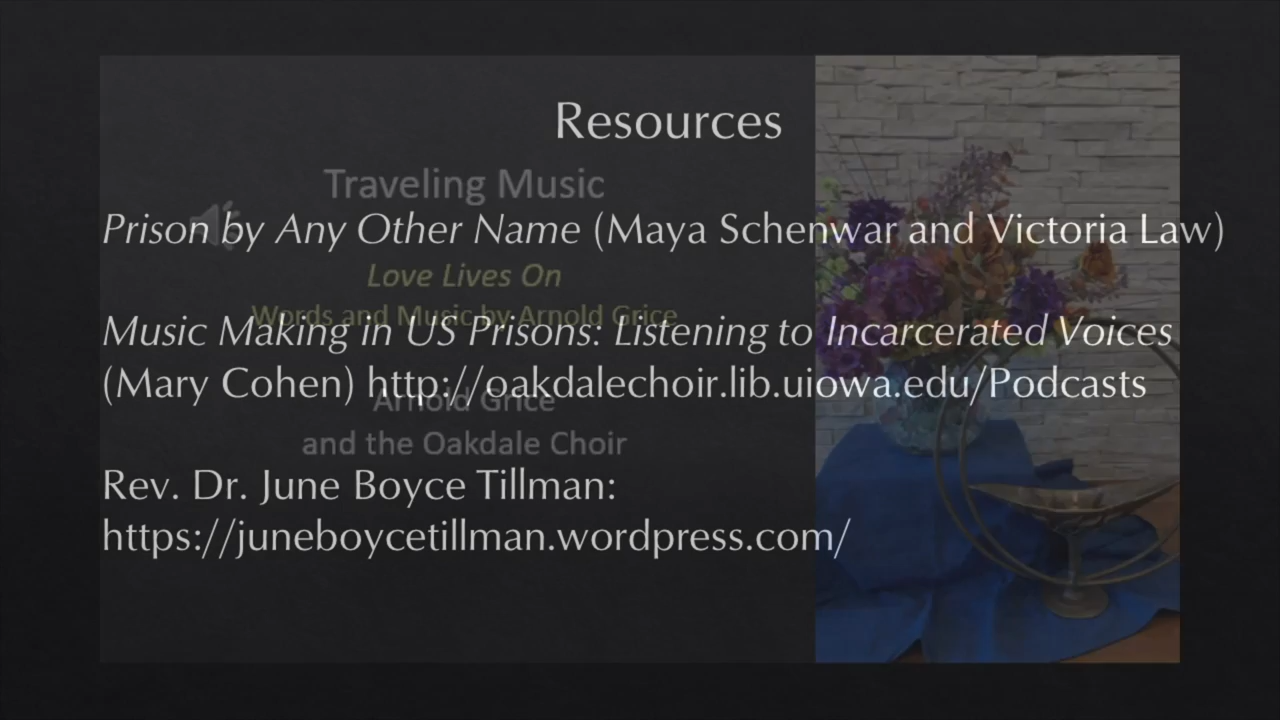 Resources
Traveling Music
Prison by Any Other Name (Maya Schenwar and Victoria Law)
Love Lives On
Words and Music by Arnold Grice
Music Making in US Prisons: Listening to Incarcerated Voices
(Mary Cohen) http://oakdalechoir.lib.uiowa.edu/Podcasts
Arnold Grice
and the Oakdale Choir
Rev. Dr. June Boyce Tillman:
https://juneboycetillman.wordpress.com/